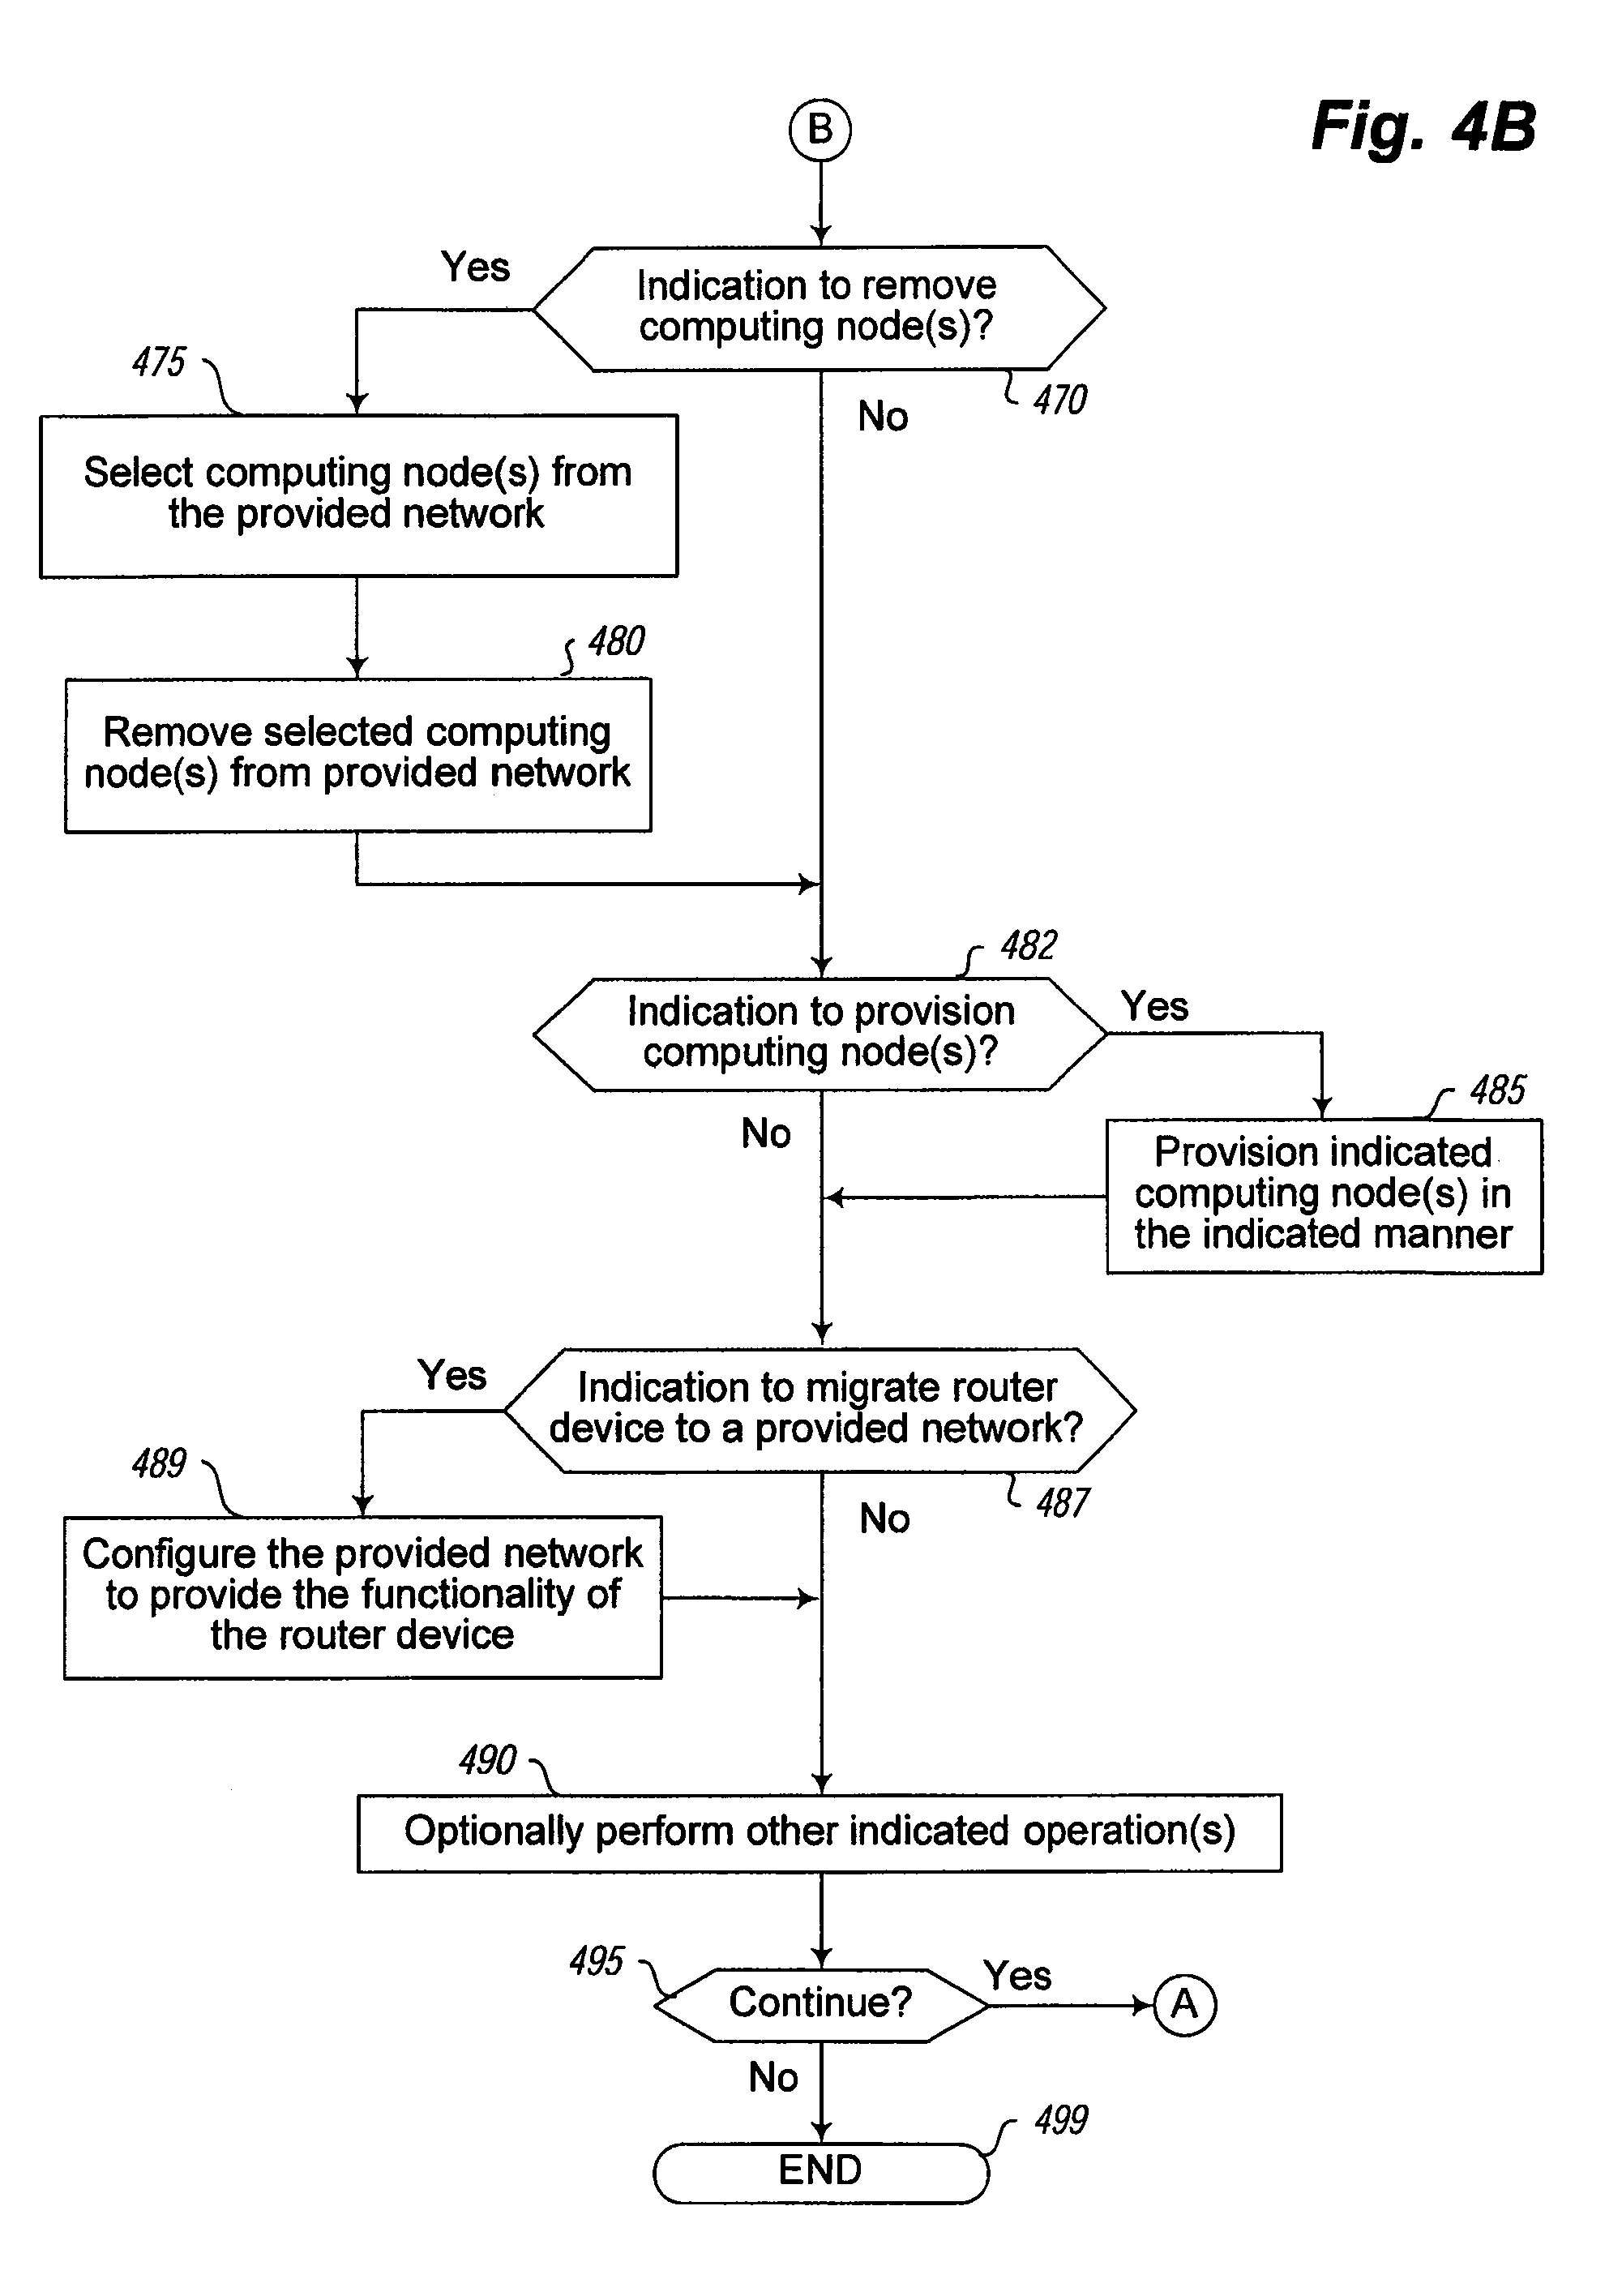 Fig. 4B
B
Yes
Indication to remove
computing node(s)?
470
No
475
Select computing node(s) from
the provided network
480
Remove selected computing
node(s) from provided network
482
Indication to provision
computing node(s)?
Yes
No
485
Provision indicated
computing node(s) in
the indicated manner
Yes
Indication to migrate router
device to a provided network?
487
No
489
Configure the provided network
to provide the functionality of
the router device
490
Optionally perform other indicated operation(s)
495
Continue?
Yes
A
No
499
END